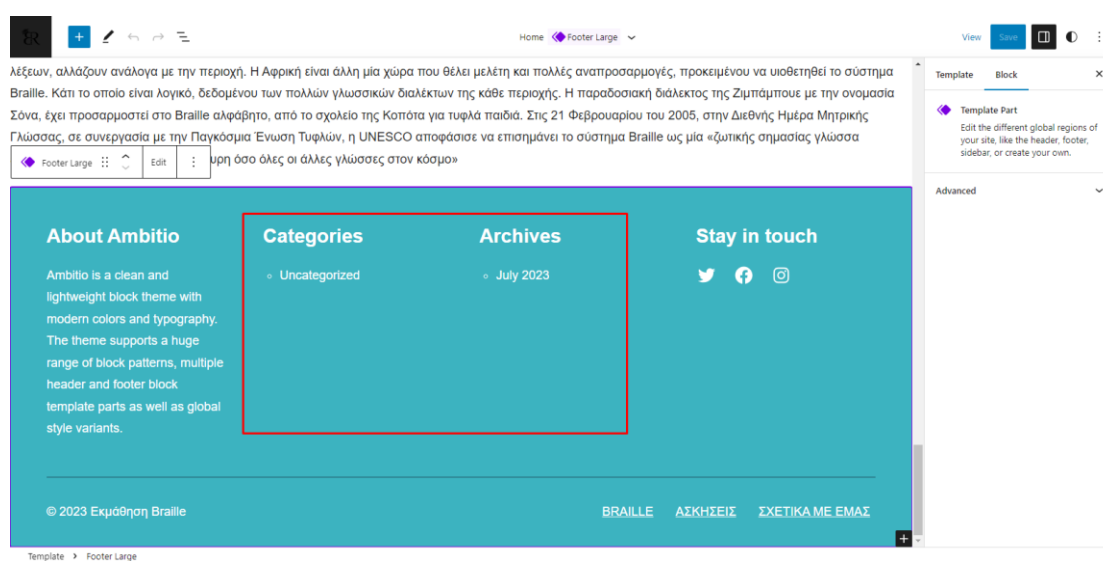 Home Footer Large
View Save
λέξεων, αλλάζουν ανάλογα με την περιοχή. Η Αφρική είναι άλλη μία χώρα που θέλει μελέτη και πολλές αναπροσαρμογές, προκειμένου να υιοθετηθεί το σύστημα
Braille. Κάτι το οποίο είναι λογικό, δεδομένου των πολλών γλωσσικών διαλέκτων της κάθε περιοχής. Η παραδοσιακή διάλεκτος της Ζιμπάμπουε με την ονομασία
Σόνα, έχει προσαρμοστεί στο Braille αλφάβητο, από το σχολείο της Κοπότα για τυφλά παιδιά. Στις 21 Φεβρουαρίου του 2005, στην Διεθνής Ημέρα Μητρικής
Γλώσσας, σε συνεργασία με την Παγκόσμια Ένωση Τυφλών, η UNESCO αποφάσισε να επισημάνει το σύστημα Braille ως μία «ζωτικής σημασίας γλώσσα
υρη όσο όλες οι άλλες γλώσσες στον κόσμο»
Footer Large Edit
Template Block
Template Part
Edit the different global regions of
your site, like the header, footer,
sidebar, or create your own.
Advanced
About Ambitio
Ambitio is a clean and
lightweight block theme with
modern colors and typography.
The theme supports a huge
range of block patterns, multiple
header and footer block
template parts as well as global
style variants.
Categories
Uncategorized
Archives
July 2023
Stay in touch
© 2023 Εκμάθηση Braille
BRAILLE ΑΣΚΗΣΕΙΣ ΣΧΕΤΙΚΑ ΜΕ ΕΜΑΣ
Template > Footer Large